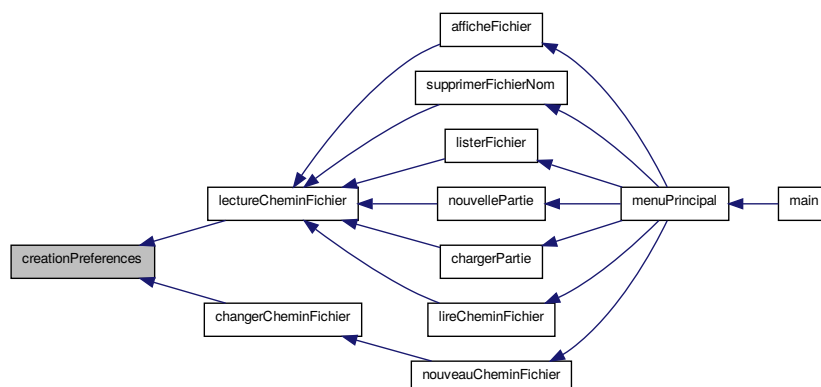 afficheFichier
supprimerFichierNom
listerFichier
lectureCheminFichier
nouvellePartie
menuPrincipal
main
creationPreferences
chargerPartie
changerCheminFichier
lireCheminFichier
nouveauCheminFichier